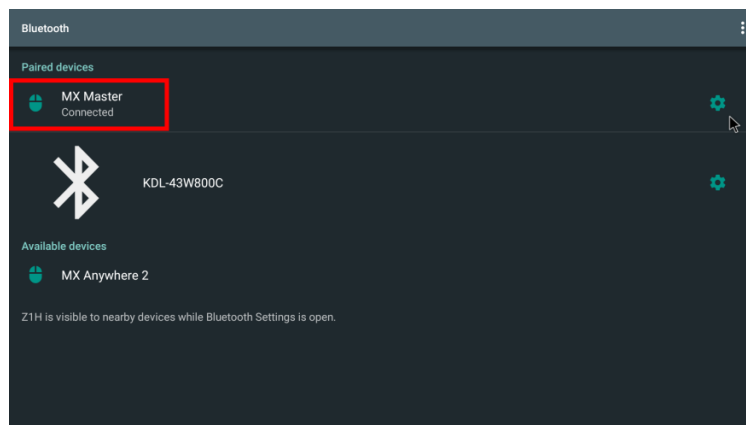 Bluetooth
Paired devices
MX Master
Connected
KDL-43W800C
Available devices
MX Anywhere 2
Z1H is visible to nearby devices while Bluetooth Settings is open.